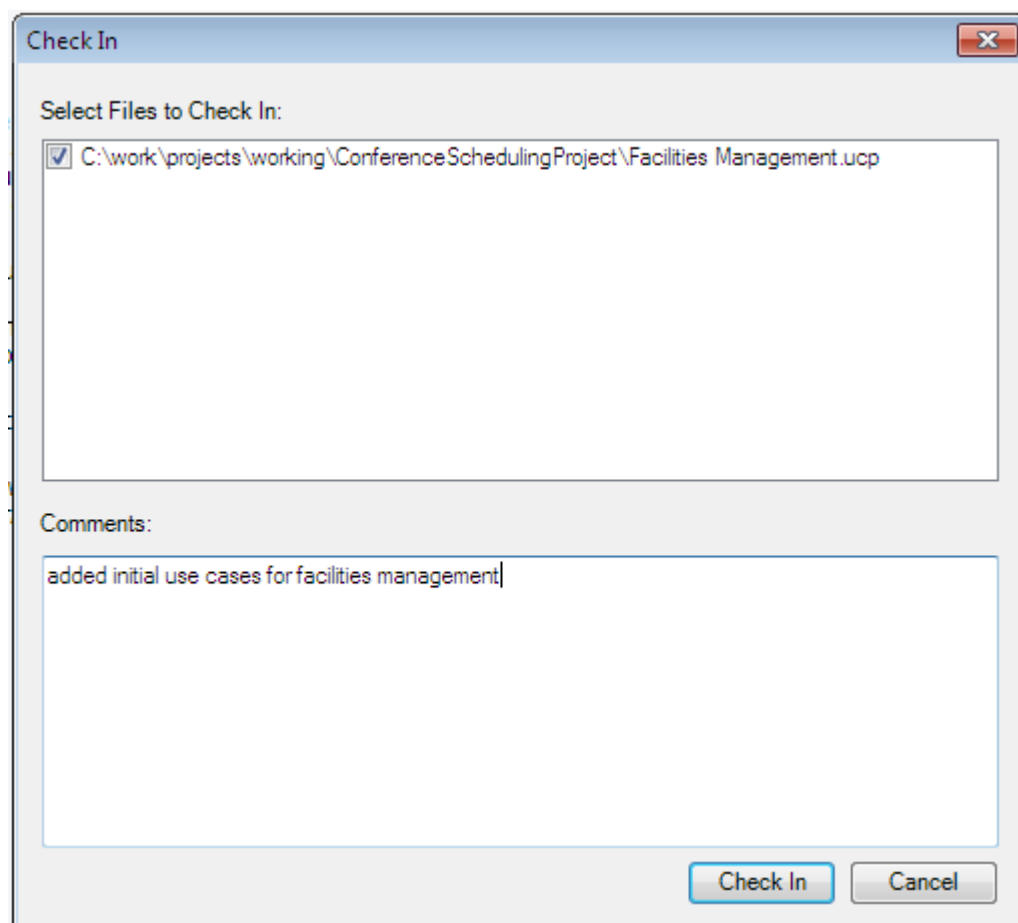 Check In
Select Files to Check In:
C:\work\projects\working\ConferenceSchedulingProject\Facilities Management.ucp
Comments:
added initial use cases for facilities management
Check In
Cancel